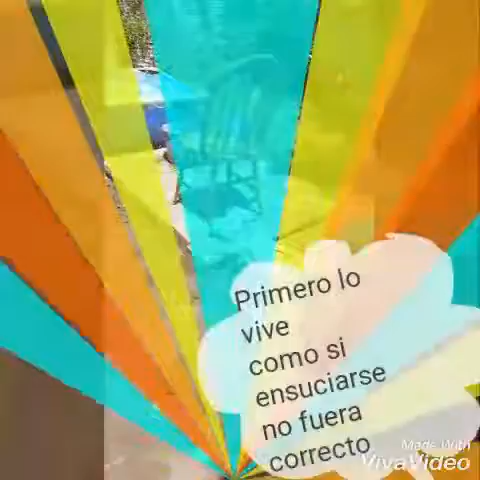 Primero lo
vive
como si
ensuciarse
no fuera
correcto
Made With
VivaVideo